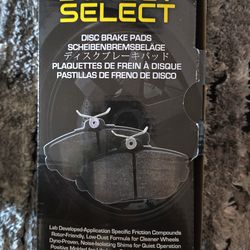 SELECT
DISC BRAKE PADS
SCHEIBENBREMSBELÄGE
ディスクブレーキパッド
PLAQUETTES DE FREIN À DISQUE
PASTILLAS DE FRENO DE DISCO
Lab Developed-Application Specific Friction Compounds
Rotor-Friendly, Low-Dust Formula for Cleaner Wheels
Dyno-Proven, Noise-Isolating Shims for Quiet Operation
Positive Molded